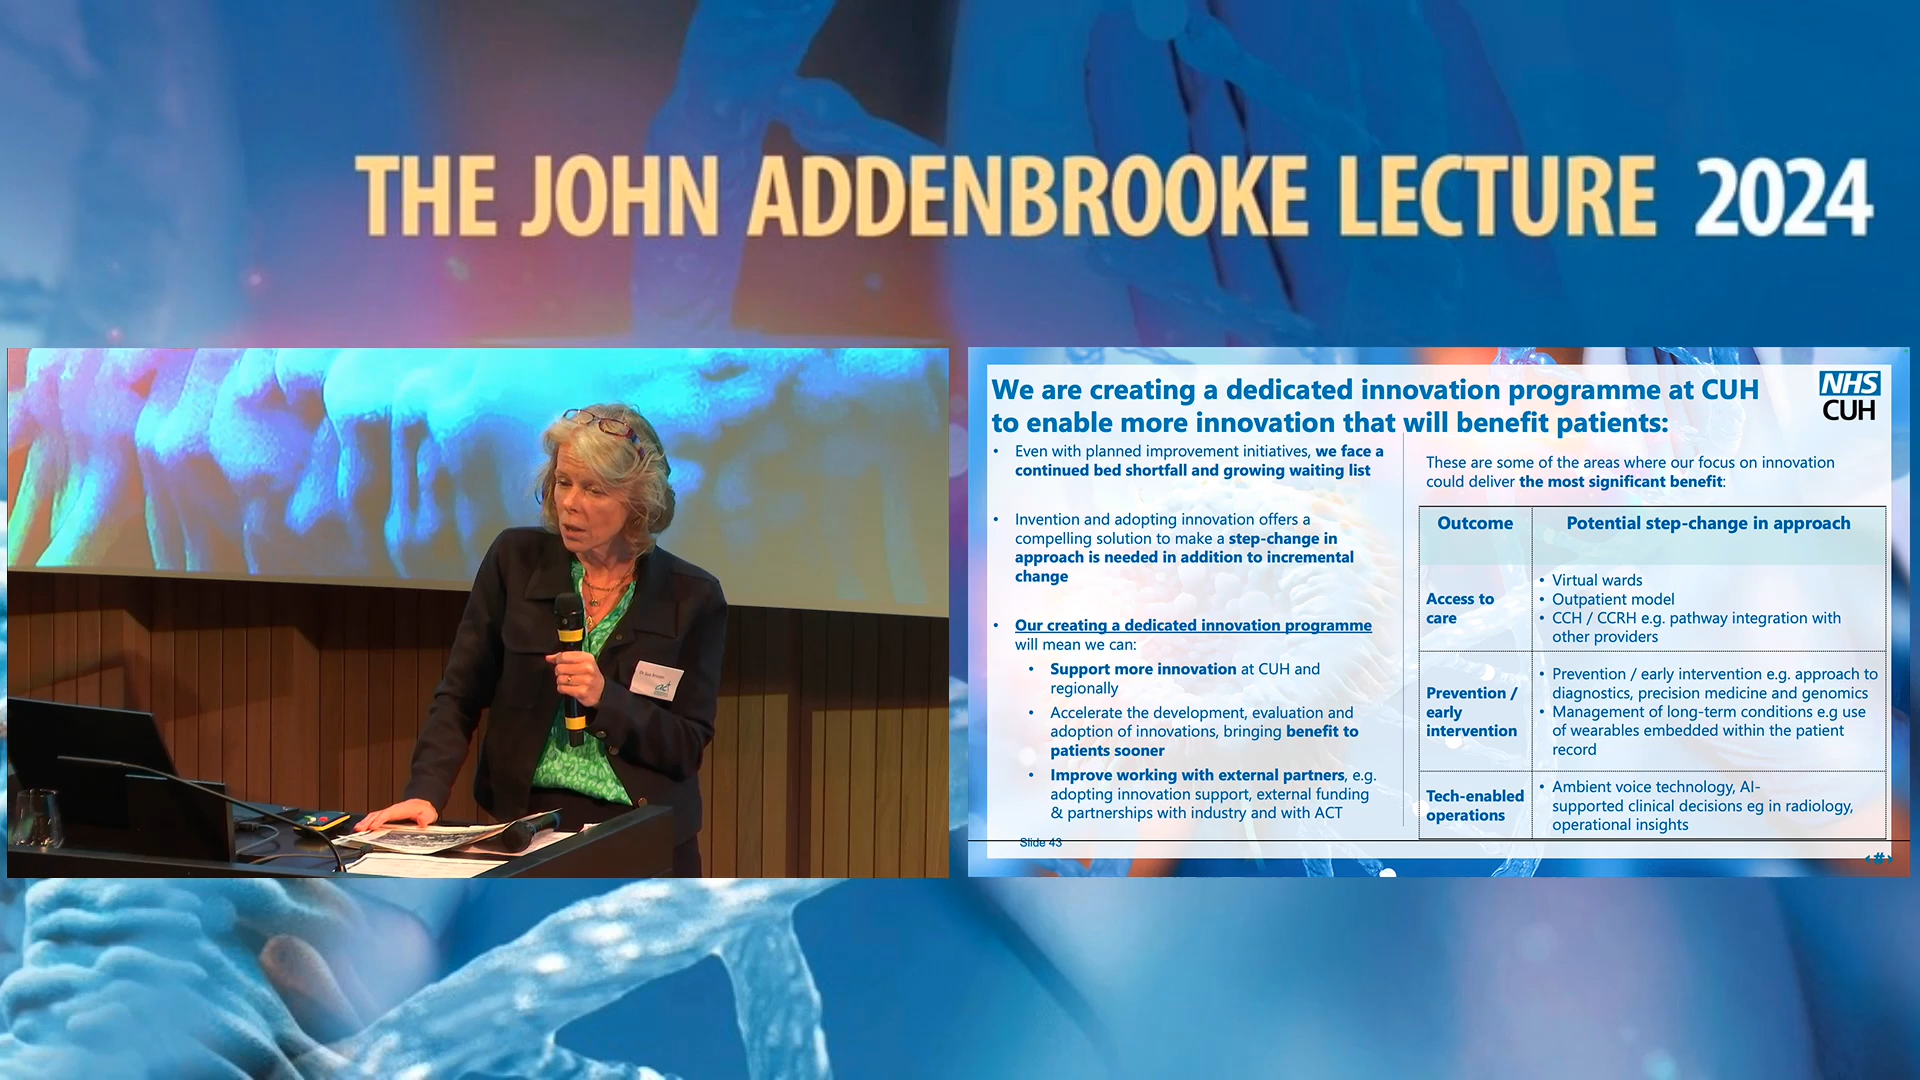 THE JOHN ADDENBROOKE LECTURE 2024
act
We are creating a dedicated innovation programme at CUH
to enable more innovation that will benefit patients:
NHS
CUH
• Even with planned improvement initiatives, we face a
continued bed shortfall and growing waiting list
• Invention and adopting innovation offers a
compelling solution to make a step-change in
approach is needed in addition to incremental
change
• Our creating a dedicated innovation programme
will mean we can:
• Support more innovation at CUH and
regionally
• Accelerate the development, evaluation and
adoption of innovations, bringing benefit to
patients sooner
• Improve working with external partners, e.g.
adopting innovation support, external funding
& partnerships with industry and with ACT
These are some of the areas where our focus on innovation
could deliver the most significant benefit:
Outcome
Potential step-change in approach
Access to
care
• Virtual wards
• Outpatient model
• CCH / CCRH e.g. pathway integration with
other providers
Prevention /
early
intervention
• Prevention / early intervention e.g. approach to
diagnostics, precision medicine and genomics
• Management of long-term conditions e.g use
of wearables embedded within the patient
record
Tech-enabled
operations
• Ambient voice technology, AI-
supported clinical decisions eg in radiology,
operational insights
Slide 43
‹#›